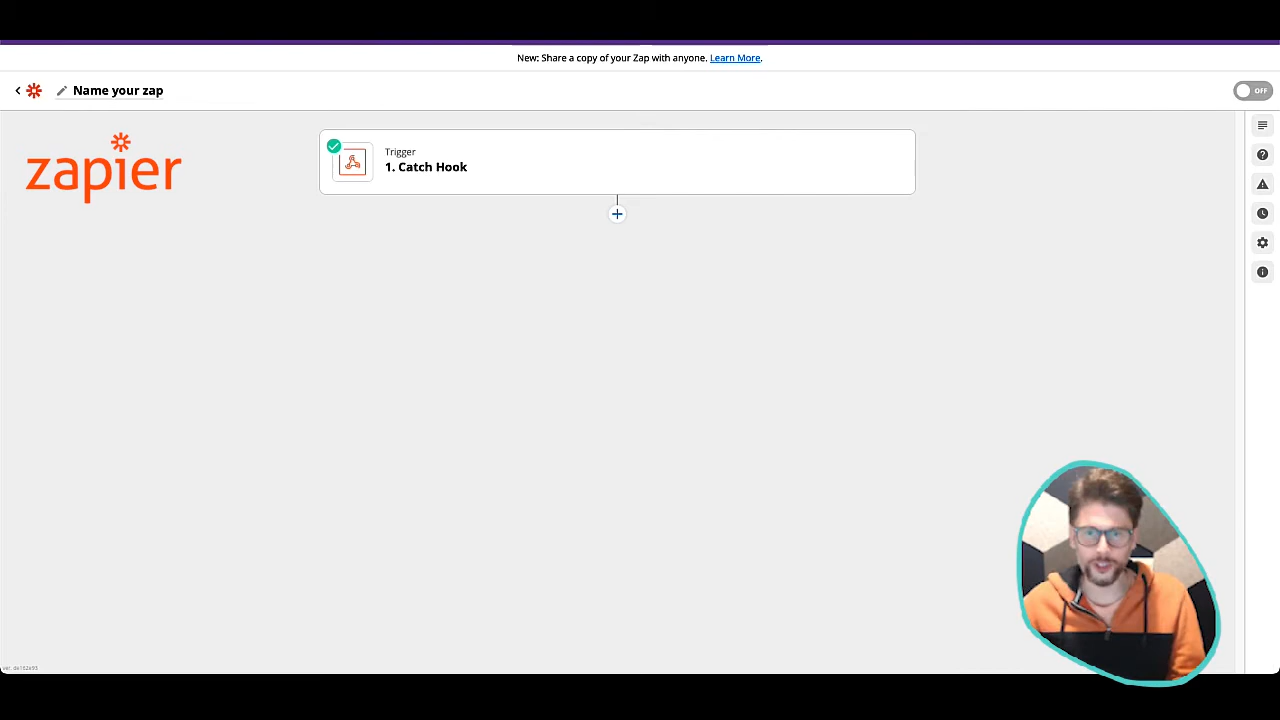 New: Share a copy of your Zap with anyone. Learn More.
Name your zap
OFF
zapier
Trigger
1. Catch Hook